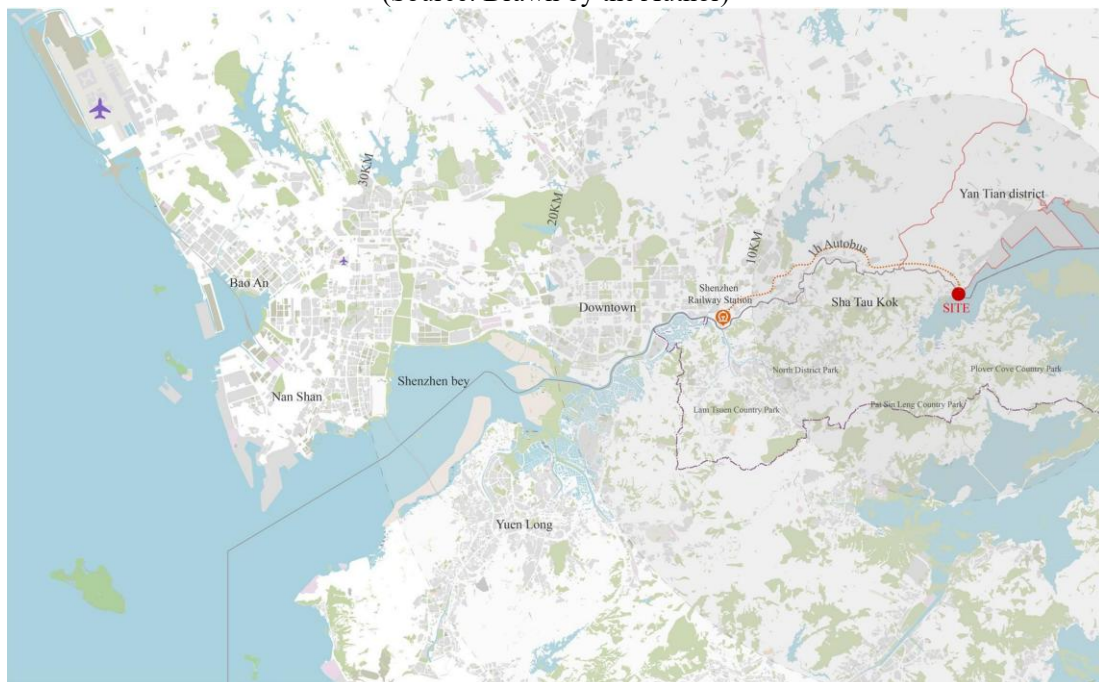 (Source: Drawn by the Author)
30KM
20KM
10KM
1h Autobus
Yan Tian district
Bao An
Shenzhen
Railway Station
Downtown
Sha Tau Kok
SITE
Shenzhen bey
Nan Shan
North District Park
Plover Cove Country Park
Lam Tsuen Country Park
Pat Sin Leng Country Park
Yuen Long